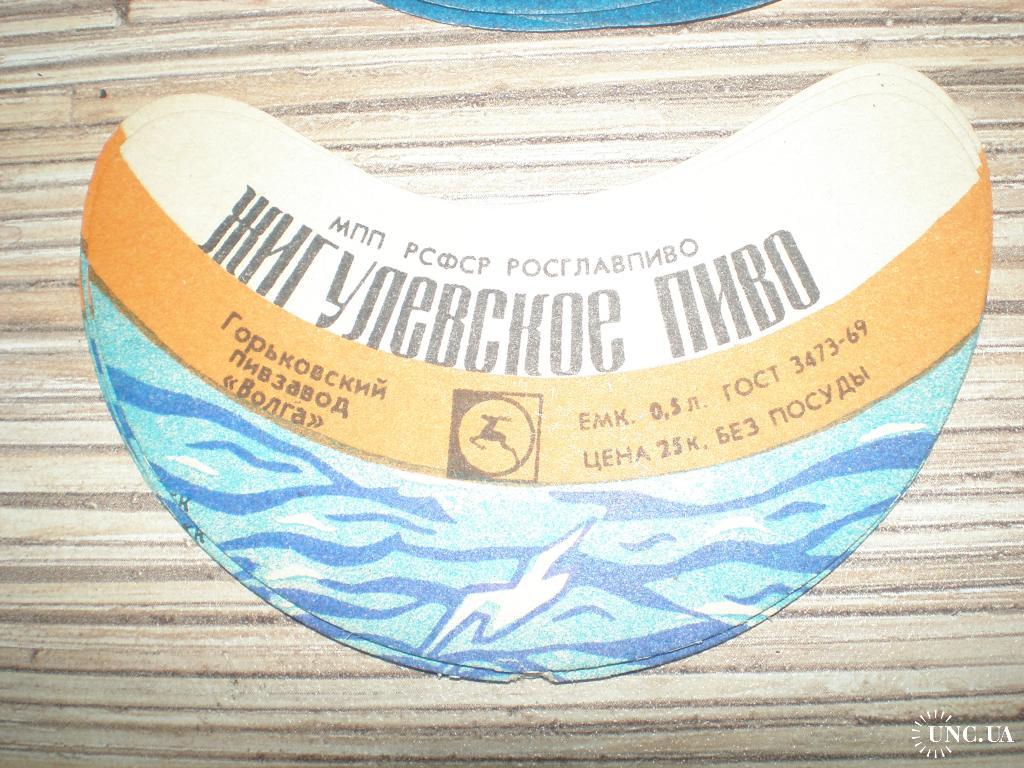 МПП РСФСР РОСГЛАВПИВО
ЖИГУЛЕВСКОЕ ПИВО
Горьковский
пивзавод
«Волга»
ЕМК. 0,5 л. ГОСТ 3473-69
ЦЕНА 25 к. БЕЗ ПОСУДЫ
UNC.UA